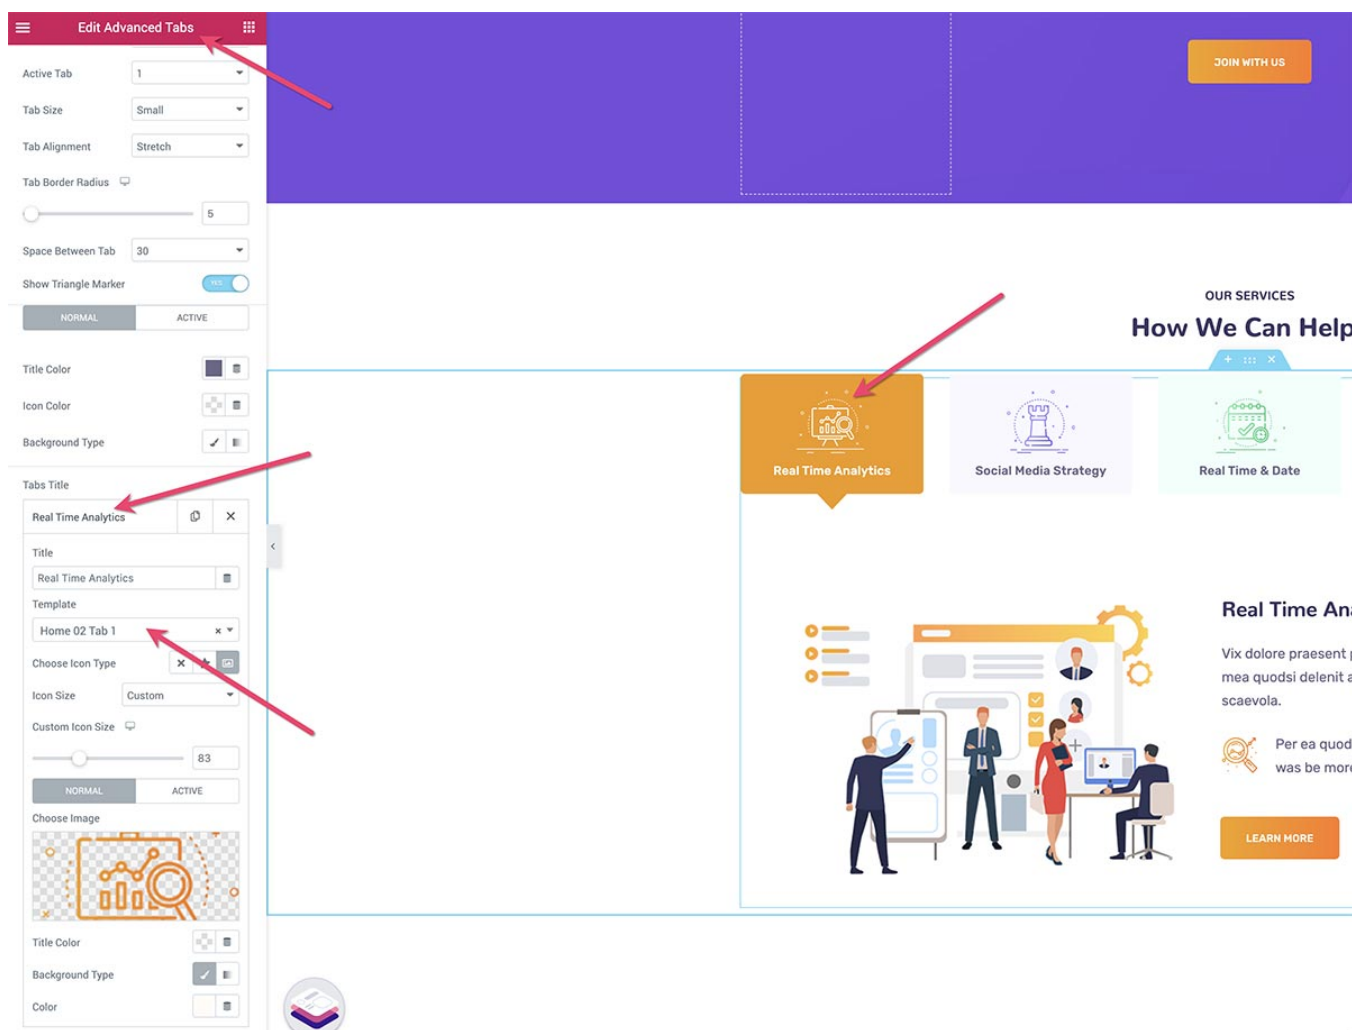 Edit Advanced Tabs
Active Tab
1
Tab Size
Small
Tab Alignment
Stretch
Tab Border Radius
5
Space Between Tab
30
Show Triangle Marker
YES
NORMAL
ACTIVE
Title Color
Icon Color
Background Type
Tabs Title
Real Time Analytics
Title
Real Time Analytics
Template
Home 02 Tab 1
Choose Icon Type
Icon Size
Custom
Custom Icon Size
83
NORMAL
ACTIVE
Choose Image
Title Color
Background Type
Color
JOIN WITH US
OUR SERVICES
How We Can Help
Real Time Analytics
Social Media Strategy
Real Time & Date
Real Time An
Vix dolore praesent
mea quodsi delenit a
scaevola.
Per ea quod
was be more
LEARN MORE